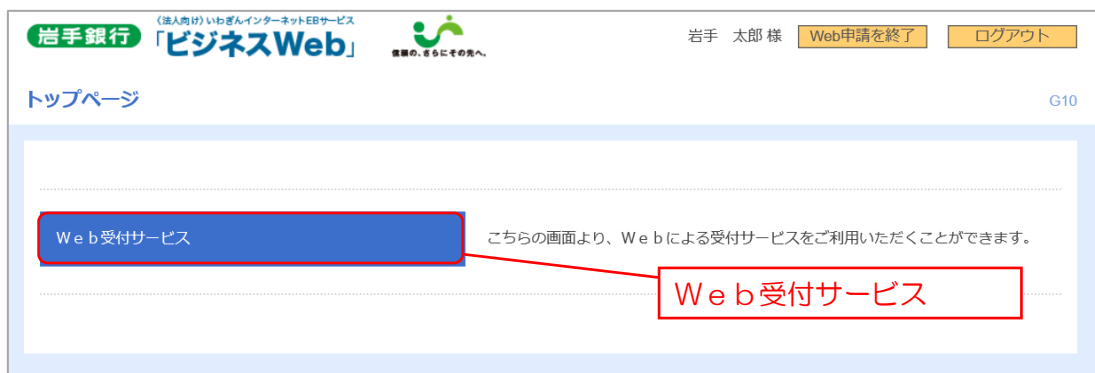 岩手銀行
(法人向け)いわぎんインターネットEBサービス
「ビジネスWeb」
信頼の、さらにその先へ。
岩手 太郎 様
Web申請を終了
ログアウト
トップページ
G10
Web受付サービス
こちらの画面より、Webによる受付サービスをご利用いただくことができます。
Web受付サービス